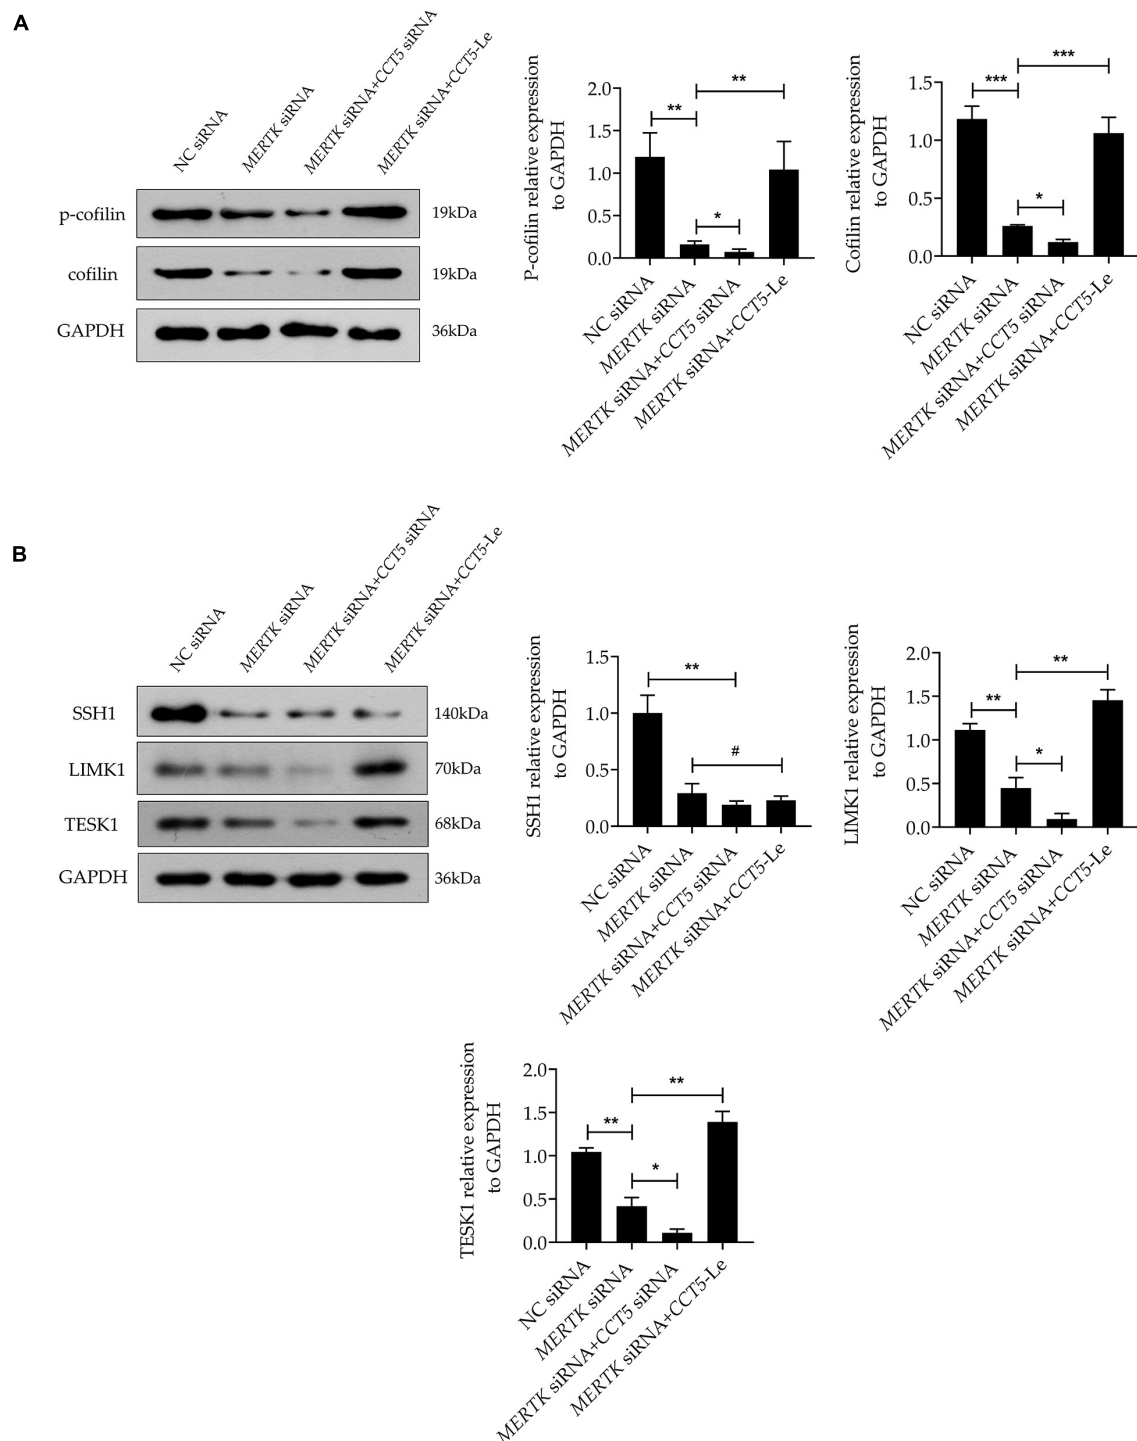 A
NC siRNA
MERTK siRNA
MERTK siRNA+CCT5 siRNA
MERTK siRNA+CCT5-Le
p-cofilin
19kDa
cofilin
19kDa
GAPDH
36kDa
P-cofilin relative expression
to GAPDH
2.0
1.5
1.0
0.5
0.0
**
**
*
NC siRNA
MERTK siRNA
MERTK siRNA+CCT5 siRNA
MERTK siRNA+CCT5-Le
Cofilin relative expression
to GAPDH
1.5
1.0
0.5
0.0
***
***
*
NC siRNA
MERTK siRNA
MERTK siRNA+CCT5 siRNA
MERTK siRNA+CCT5-Le
B
NC siRNA
MERTK siRNA
MERTK siRNA+CCT5 siRNA
MERTK siRNA+CCT5-Le
SSH1
140kDa
LIMK1
70kDa
TESK1
68kDa
GAPDH
36kDa
SSH1 relative expression
to GAPDH
1.5
1.0
0.5
0.0
**
#
NC siRNA
MERTK siRNA
MERTK siRNA+CCT5 siRNA
MERTK siRNA+CCT5-Le
LIMK1 relative expression
to GAPDH
2.0
1.5
1.0
0.5
0.0
**
**
*
NC siRNA
MERTK siRNA
MERTK siRNA+CCT5 siRNA
MERTK siRNA+CCT5-Le
TESK1 relative expression
to GAPDH
2.0
1.5
1.0
0.5
0.0
**
**
*
NC siRNA
MERTK siRNA
MERTK siRNA+CCT5 siRNA
MERTK siRNA+CCT5-Le